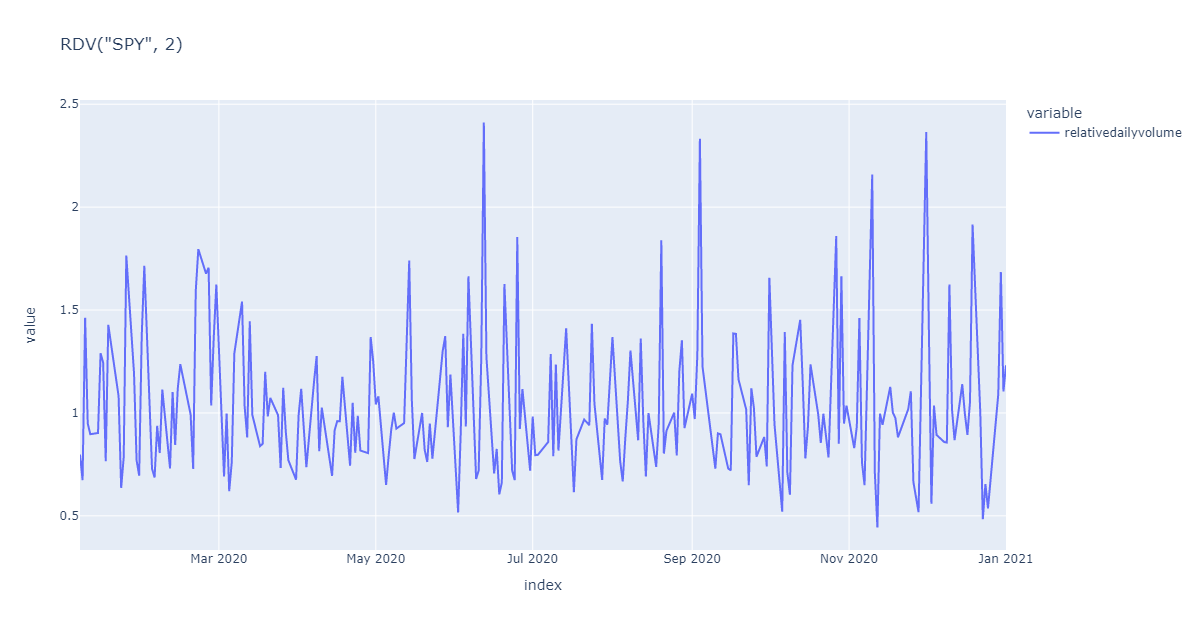 RDV("SPY", 2)
2.5
2
1.5
1
0.5
value
Mar 2020
May 2020
Jul 2020
Sep 2020
Nov 2020
Jan 2021
index
variable
relativedailyvolume